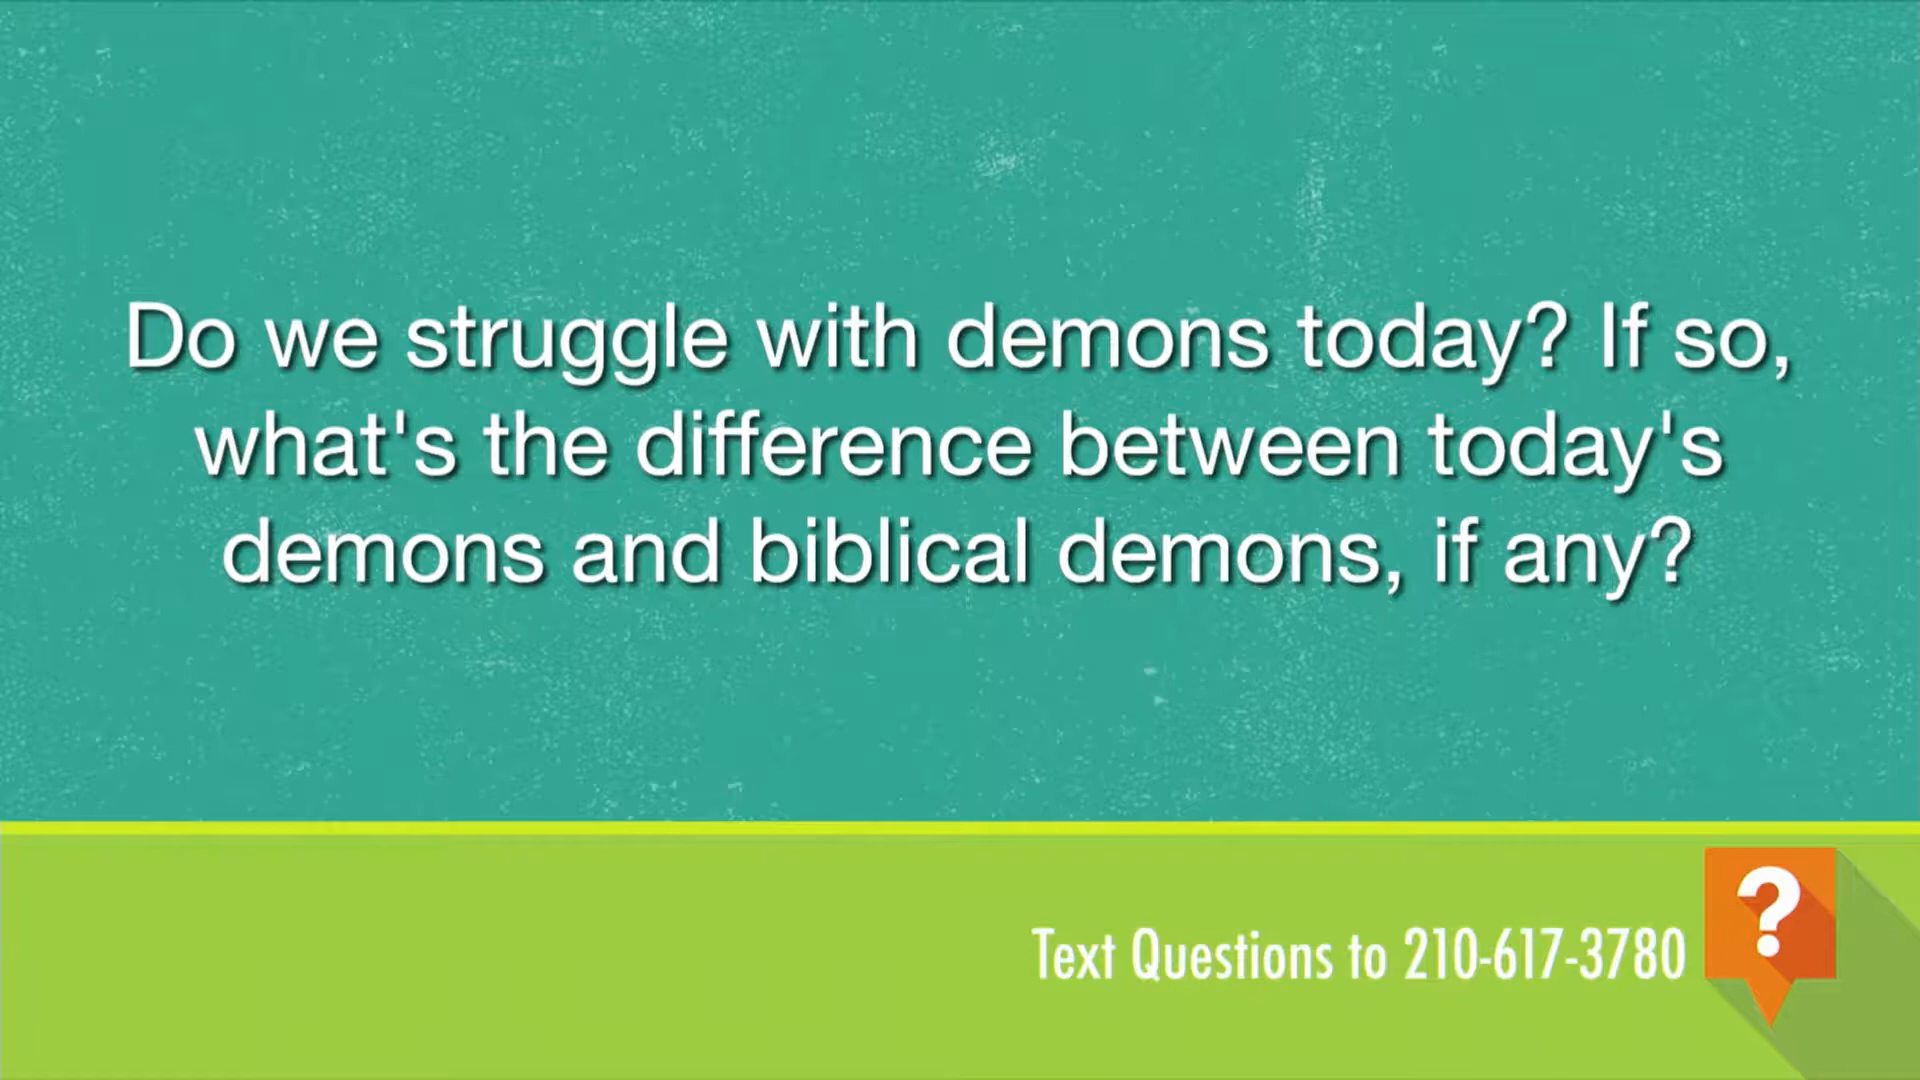 Do we struggle with demons today? If so,
what's the difference between today's
demons and biblical demons, if any?
Text Questions to 210-617-3780
?